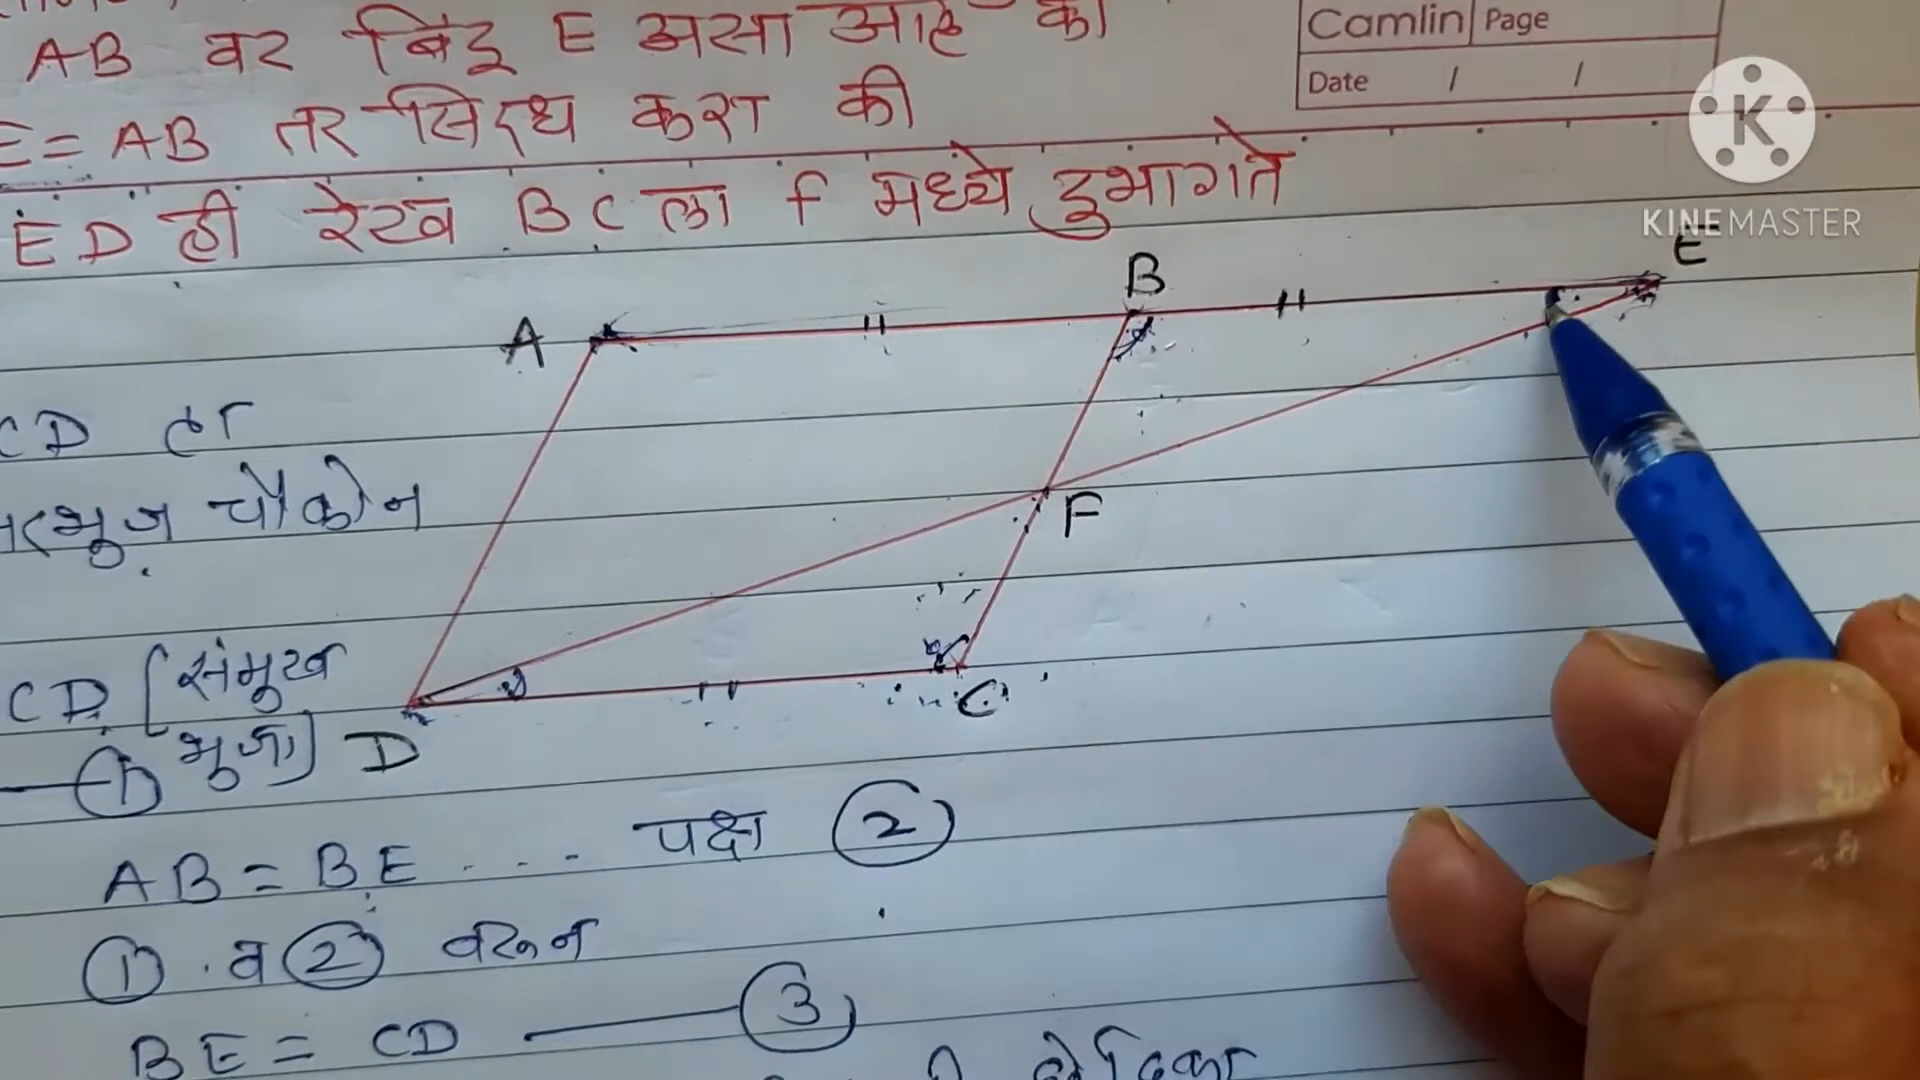 AB वर बिंदू E असा आहे की
Camlin Page
Date / /
E = AB तर सिद्ध करा की
ED ही रेख BC ला F मध्ये दुभागते
KINEMASTER
K
E
B
A
CD हा
F
भूज चौकोन
CD [संमुख
भूजा]
C
D
1
AB = BE ... पक्ष 2
1 व 2 वरून
BE = CD 3